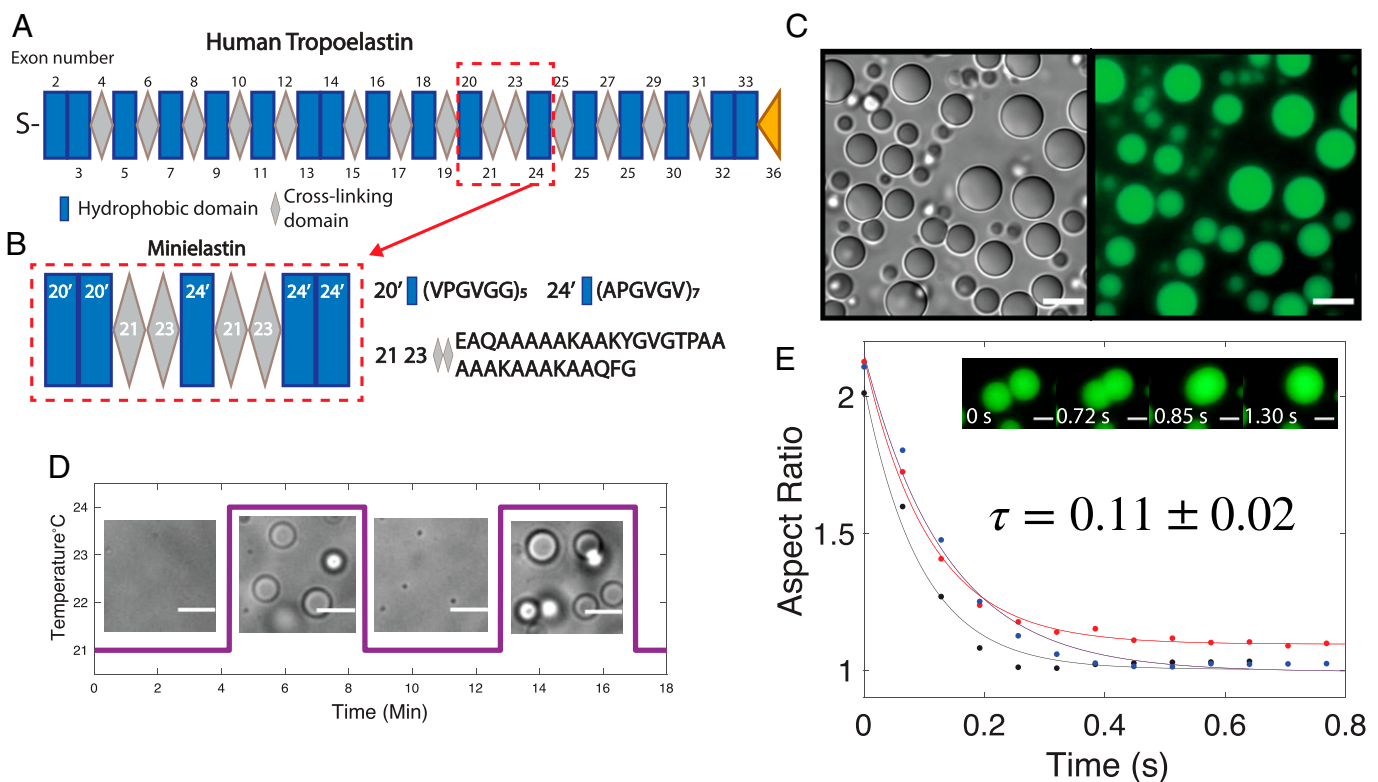 A
Human Tropoelastin
Exon number
2 4 6 8 10 12 14 16 18 20 23 25 27 29 31 33
S-
3 5 7 9 11 13 15 17 19 21 24 25 25 30 32 36
Hydrophobic domain
Cross-linking
domain
B
Minielastin
20′ 20′ 21 23 24′ 21 23 24′ 24′
20′ (VPGVGG)₅ 24′ (APGVGV)₇
21 23 EAQAAAAAKAAKYGVGTPAA
AAAKAAAKAAQFG
C
D
Temperature°C
24
23
22
21
0 2 4 6 8 10 12 14 16 18
Time (Min)
E
Aspect Ratio
2
1.5
1
0 s 0.72 s 0.85 s 1.30 s
τ = 0.11 ± 0.02
0 0.2 0.4 0.6 0.8
Time (s)